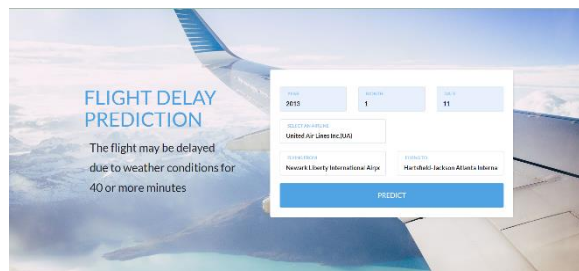 FLIGHT DELAY
PREDICTION
The flight may be delayed
due to weather conditions for
40 or more minutes
YEAR
MONTH
2013
1
11
SELECT AN AIRLINE
United Air Lines Inc.(UA)
Newark Liberty International Airpo
Hartsfield-Jackson Atlanta Interna
PREDICT